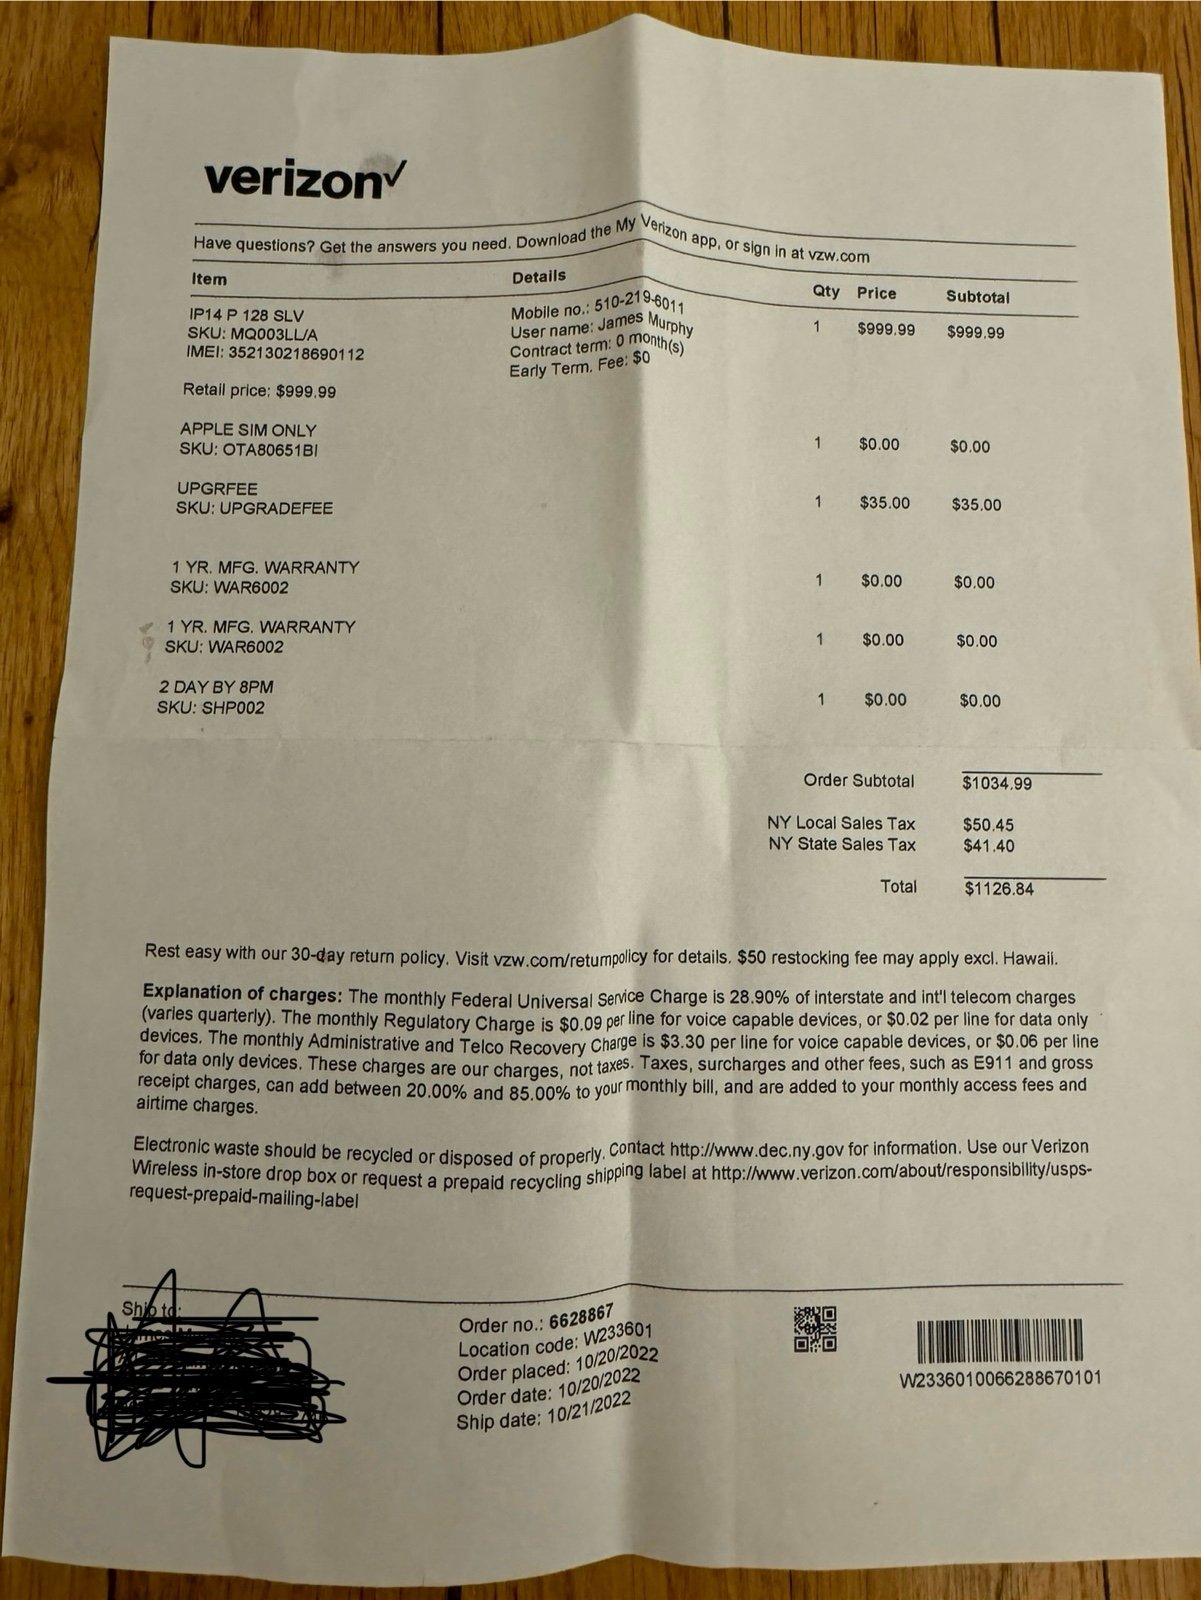 verizon✓
Have questions? Get the answers you need. Download the My Verizon app, or sign in at vzw.com
Item Details Qty Price Subtotal
IP14 P 128 SLV Mobile no.: 510-219-6011 1 $999.99 $999.99
SKU: MQ003LL/A User name: James Murphy
IMEI: 352130218690112 Contract term: 0 month(s)
Early Term. Fee: $0
Retail price: $999.99
APPLE SIM ONLY 1 $0.00 $0.00
SKU: OTA80651BI
UPGRFEE 1 $35.00 $35.00
SKU: UPGRADEFEE
1 YR. MFG. WARRANTY 1 $0.00 $0.00
SKU: WAR6002
1 YR. MFG. WARRANTY 1 $0.00 $0.00
SKU: WAR6002
2 DAY BY 8PM 1 $0.00 $0.00
SKU: SHP002
Order Subtotal $1034.99
NY Local Sales Tax $50.45
NY State Sales Tax $41.40
Total $1126.84
Rest easy with our 30-day return policy. Visit vzw.com/returnpolicy for details. $50 restocking fee may apply excl. Hawaii.
Explanation of charges: The monthly Federal Universal Service Charge is 28.90% of interstate and int'l telecom charges
(varies quarterly). The monthly Regulatory Charge is $0.09 per line for voice capable devices, or $0.02 per line for data only
devices. The monthly Administrative and Telco Recovery Charge is $3.30 per line for voice capable devices, or $0.06 per line
for data only devices. These charges are our charges, not taxes. Taxes, surcharges and other fees, such as E911 and gross
receipt charges, can add between 20.00% and 85.00% to your monthly bill, and are added to your monthly access fees and
airtime charges.
Electronic waste should be recycled or disposed of properly. Contact http://www.dec.ny.gov for information. Use our Verizon
Wireless in-store drop box or request a prepaid recycling shipping label at http://www.verizon.com/about/responsibility/usps-
request-prepaid-mailing-label
Ship to:
Order no.: 6628867
Location code: W233601
Order placed: 10/20/2022
Order date: 10/20/2022
Ship date: 10/21/2022
W2336010066288670101